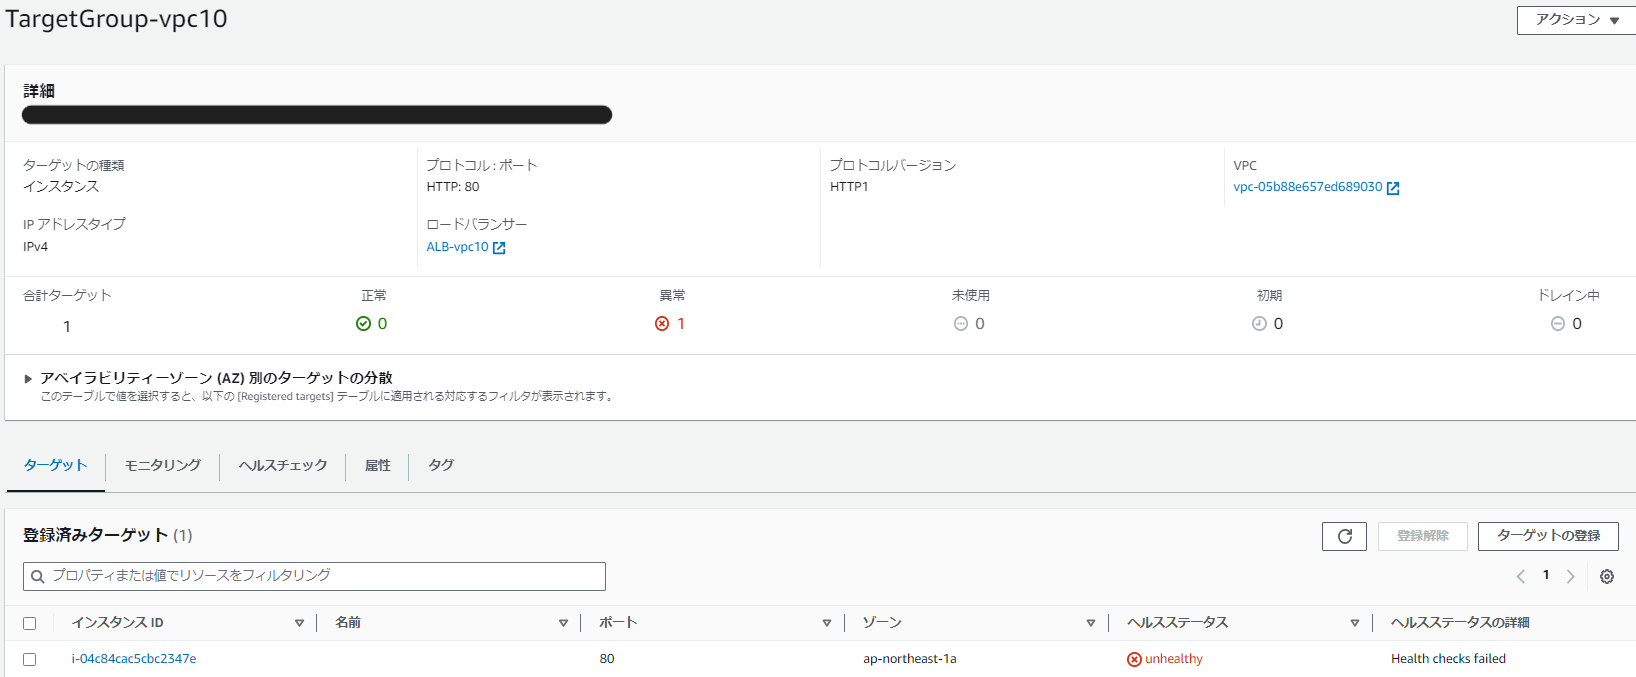 TargetGroup-vpc10
アクション
詳細
ターゲットの種類
インスタンス
プロトコル : ポート
HTTP: 80
プロトコルバージョン
HTTP1
VPC
vpc-05b88e657ed689030
IP アドレスタイプ
IPv4
ロードバランサー
ALB-vpc10
合計ターゲット
1
正常
0
異常
1
未使用
0
初期
0
ドレイン中
0
アベイラビリティーゾーン (AZ) 別のターゲットの分散
このテーブルで値を選択すると、以下の [Registered targets] テーブルに適用される対応するフィルタが表示されます。
ターゲット
モニタリング
ヘルスチェック
属性
タグ
登録済みターゲット (1)
登録解除
ターゲットの登録
プロパティまたは値でリソースをフィルタリング
1
インスタンス ID
名前
ポート
ゾーン
ヘルスステータス
ヘルスステータスの詳細
i-04c84cac5cbc2347e
80
ap-northeast-1a
unhealthy
Health checks failed